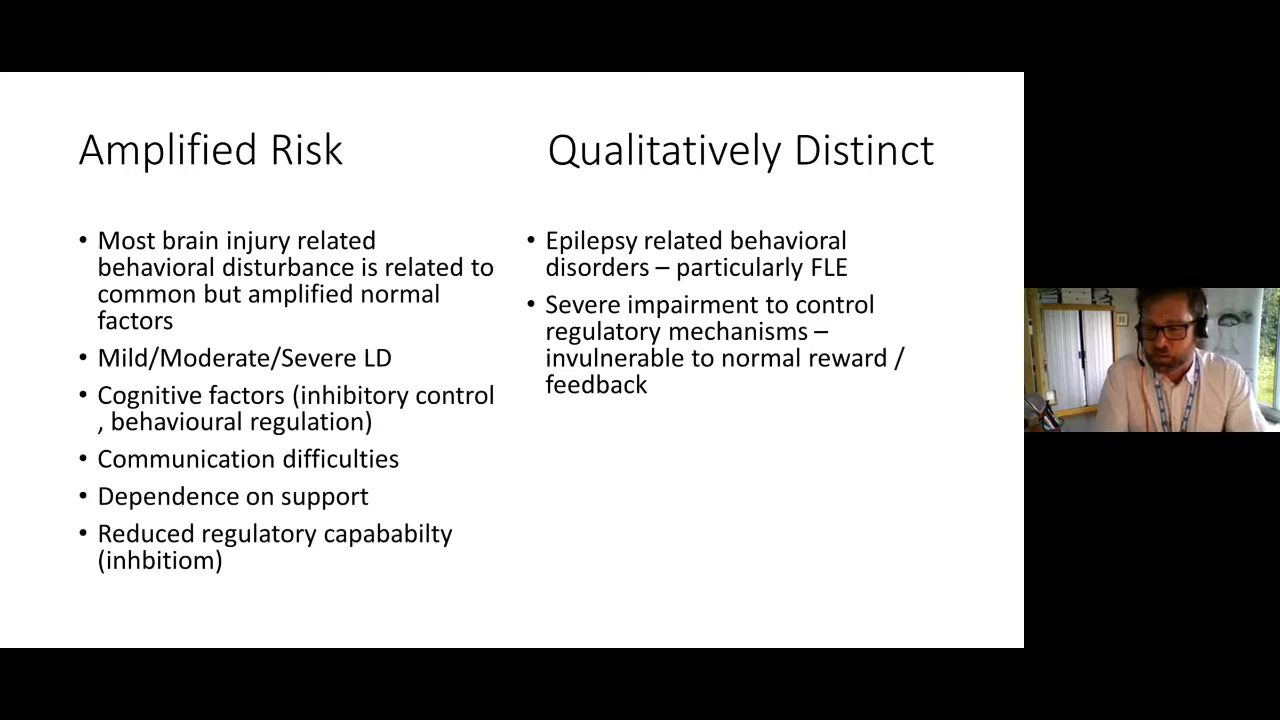 Amplified Risk
Qualitatively Distinct
• Most brain injury related
behavioral disturbance is related to
common but amplified normal
factors
• Mild/Moderate/Severe LD
• Cognitive factors (inhibitory control
, behavioural regulation)
• Communication difficulties
• Dependence on support
• Reduced regulatory capababilty
(inhbitiom)
• Epilepsy related behavioral
disorders – particularly FLE
• Severe impairment to control
regulatory mechanisms –
invulnerable to normal reward /
feedback